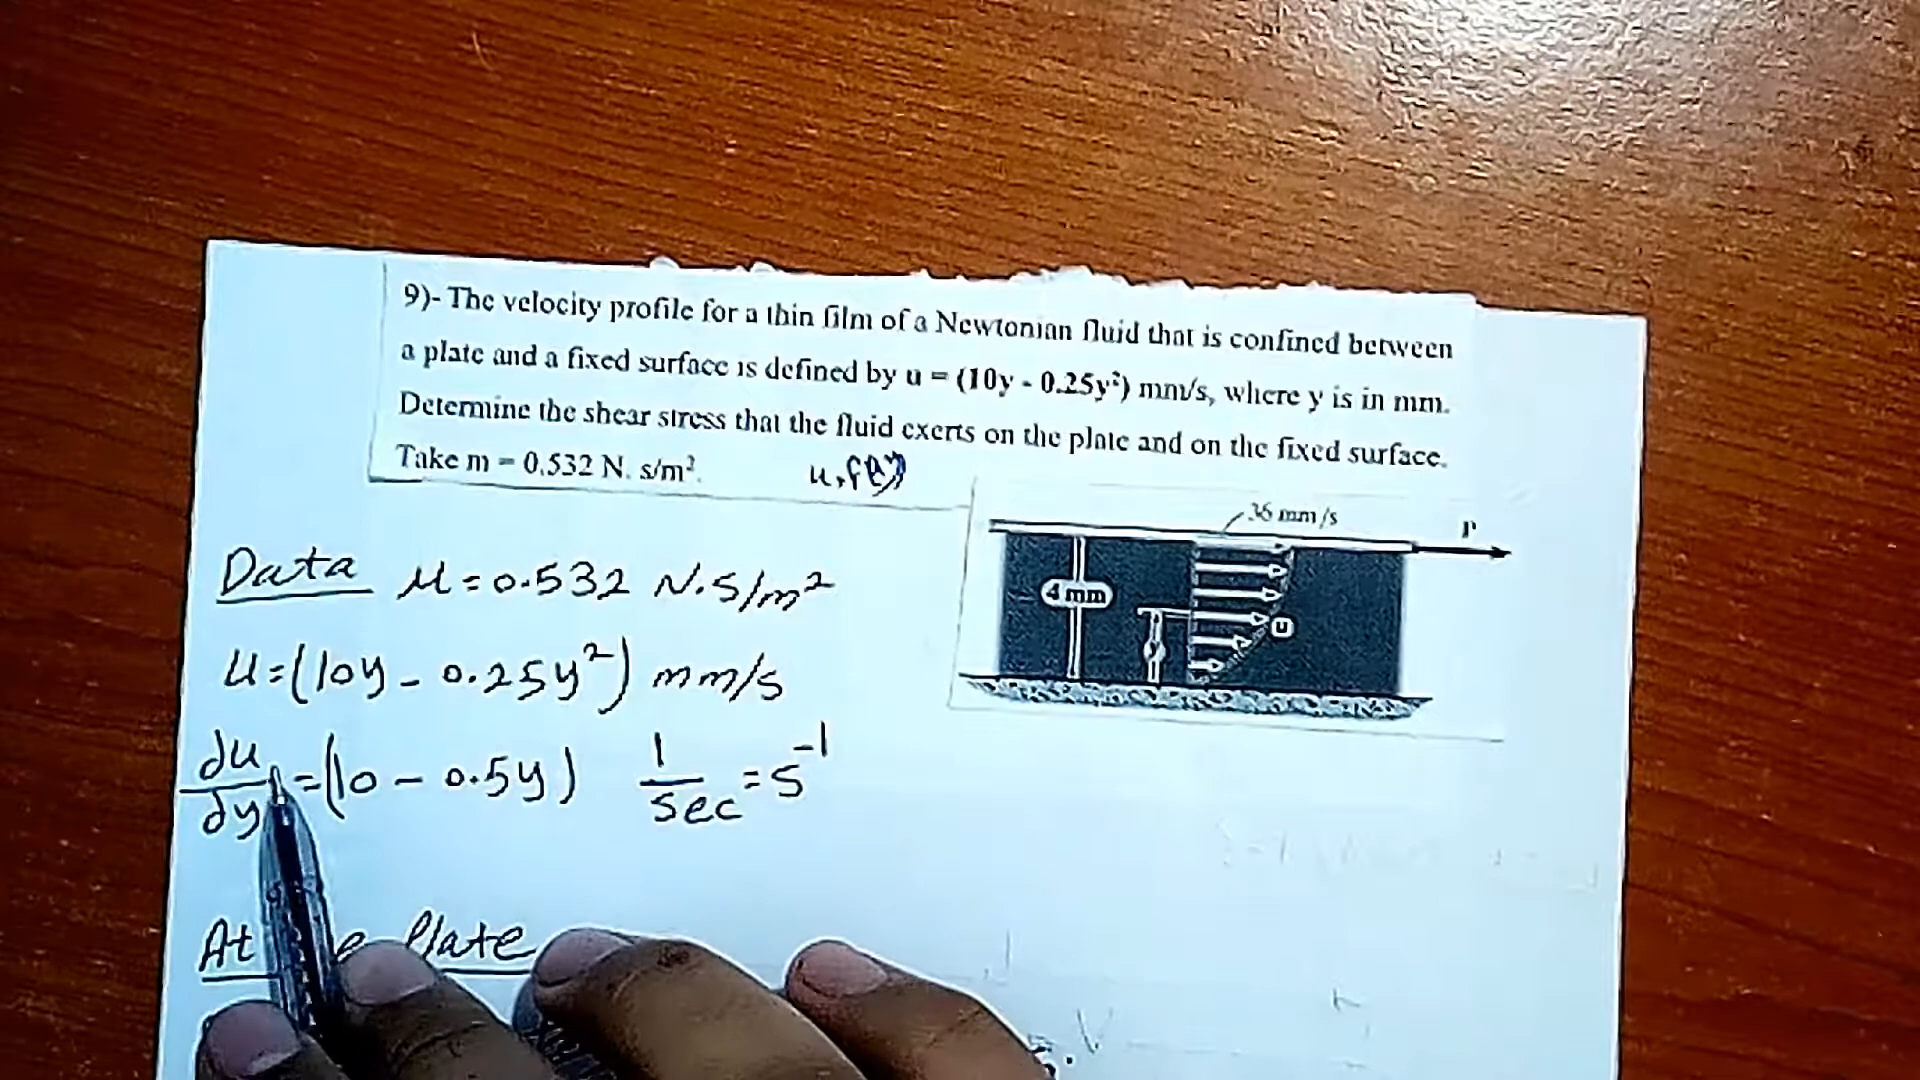 9)- The velocity profile for a thin film of a Newtonian fluid that is confined between
a plate and a fixed surface is defined by u = (10y - 0.25y²) mm/s, where y is in mm.
Determine the shear stress that the fluid exerts on the plate and on the fixed surface.
Take m = 0.532 N. s/m².
36 mm/s
P
4 mm
u
y
Data μ = 0.532 N.S/m²
u = (10y - 0.25y²) mm/s
du/dy = (10 - 0.5y) 1/sec = s⁻¹
At Plate